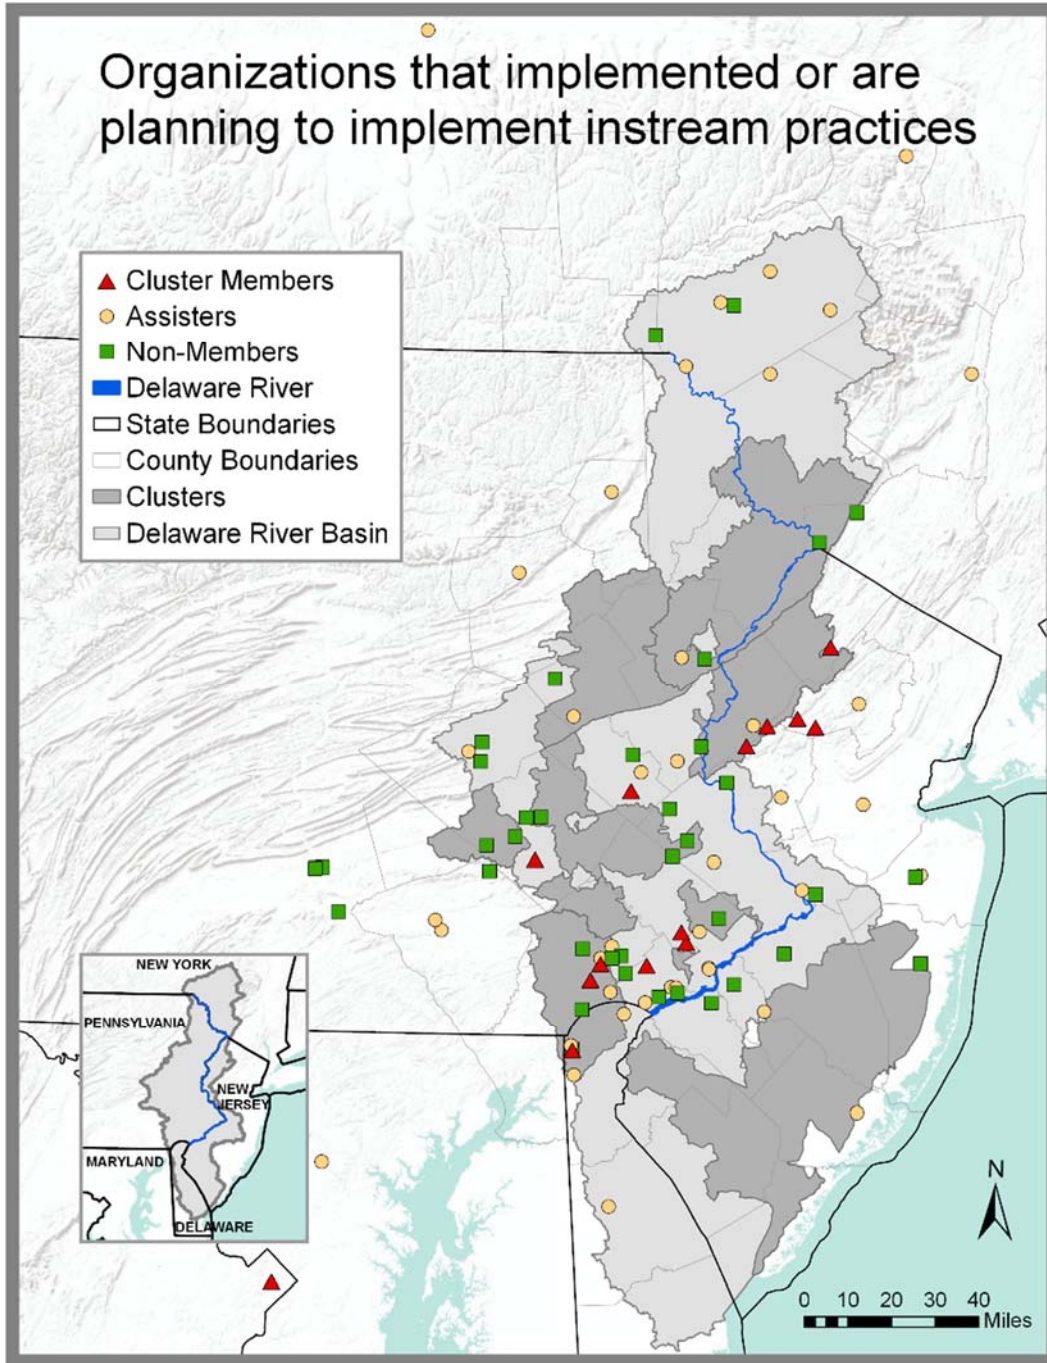 Organizations that implemented or are
planning to implement instream practices
Cluster Members
Assisters
Non-Members
Delaware River
State Boundaries
County Boundaries
Clusters
Delaware River Basin
NEW YORK
PENNSYLVANIA
NEW
JERSEY
MARYLAND
DELAWARE
N
0 10 20 30 40
Miles